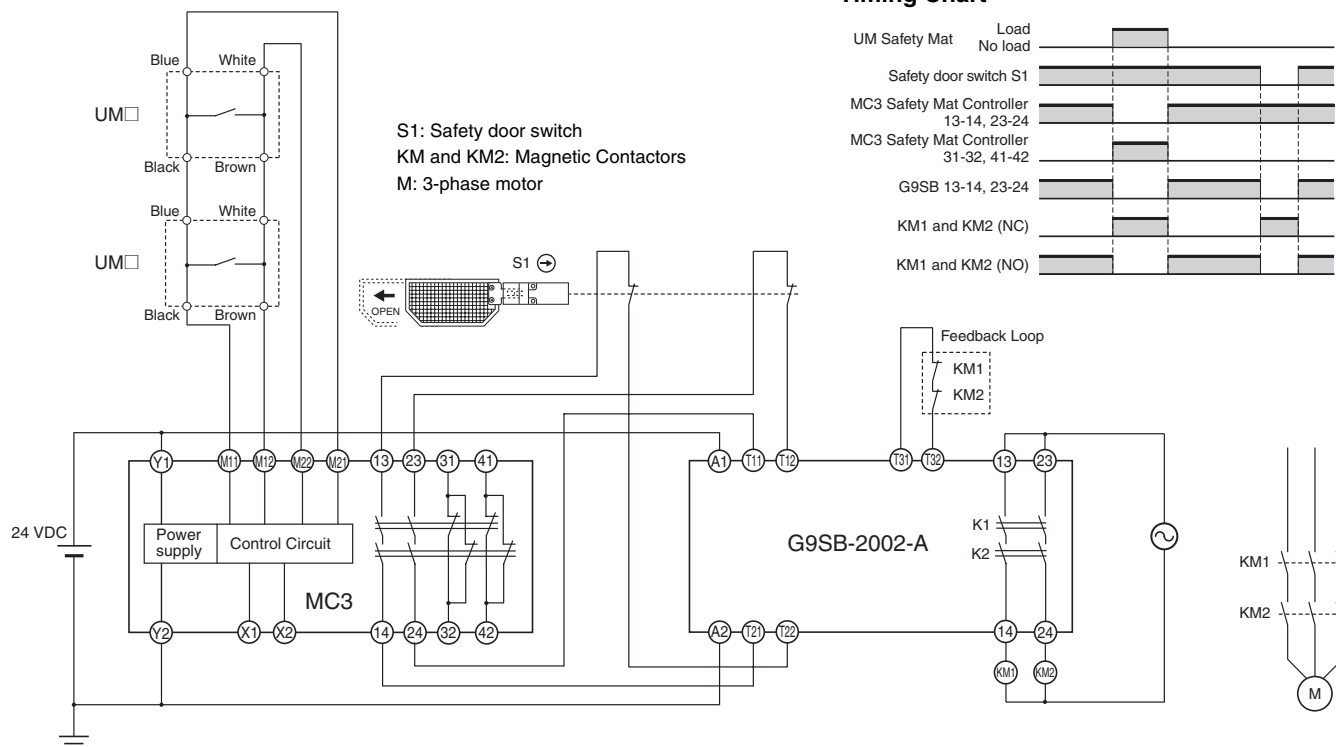 Timing Chart
UM Safety Mat
Load
No load
Safety door switch S1
MC3 Safety Mat Controller
13-14, 23-24
MC3 Safety Mat Controller
31-32, 41-42
G9SB 13-14, 23-24
KM1 and KM2 (NC)
KM1 and KM2 (NO)
Blue White
UM□
Black Brown
Blue White
UM□
Black Brown
S1: Safety door switch
KM and KM2: Magnetic Contactors
M: 3-phase motor
S1
OPEN
Feedback Loop
KM1
KM2
Y1 M11 M12 M22 M21 13 23 31 41
A1 T11 T12 T31 T32 13 23
24 VDC
Power
supply
Control Circuit
MC3
K1
K2
G9SB-2002-A
Y2 X1 X2 14 24 32 42
A2 T21 T22 14 24
KM1 KM2
KM1
KM2
M